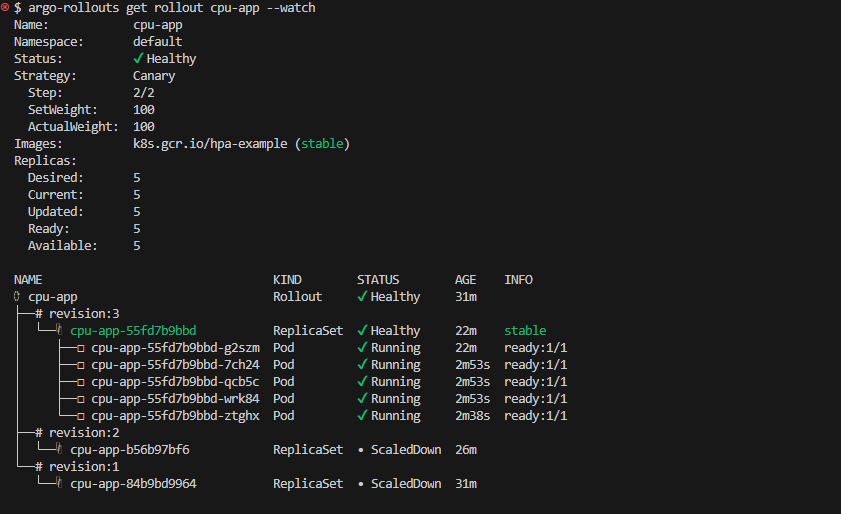 $ argo-rollouts get rollout cpu-app --watch
Name: cpu-app
Namespace: default
Status: ✔ Healthy
Strategy: Canary
Step: 2/2
SetWeight: 100
ActualWeight: 100
Images: k8s.gcr.io/hpa-example (stable)
Replicas:
Desired: 5
Current: 5
Updated: 5
Ready: 5
Available: 5
NAME KIND STATUS AGE INFO
cpu-app Rollout ✔ Healthy 31m
├──# revision:3
│ └── cpu-app-55fd7b9bbd ReplicaSet ✔ Healthy 22m stable
│ ├──□ cpu-app-55fd7b9bbd-g2szm Pod ✔ Running 22m ready:1/1
│ ├──□ cpu-app-55fd7b9bbd-7ch24 Pod ✔ Running 2m53s ready:1/1
│ ├──□ cpu-app-55fd7b9bbd-qcb5c Pod ✔ Running 2m53s ready:1/1
│ ├──□ cpu-app-55fd7b9bbd-wrk84 Pod ✔ Running 2m53s ready:1/1
│ └──□ cpu-app-55fd7b9bbd-ztghx Pod ✔ Running 2m38s ready:1/1
├──# revision:2
│ └── cpu-app-b56b97bf6 ReplicaSet • ScaledDown 26m
└──# revision:1
└── cpu-app-84b9bd9964 ReplicaSet • ScaledDown 31m